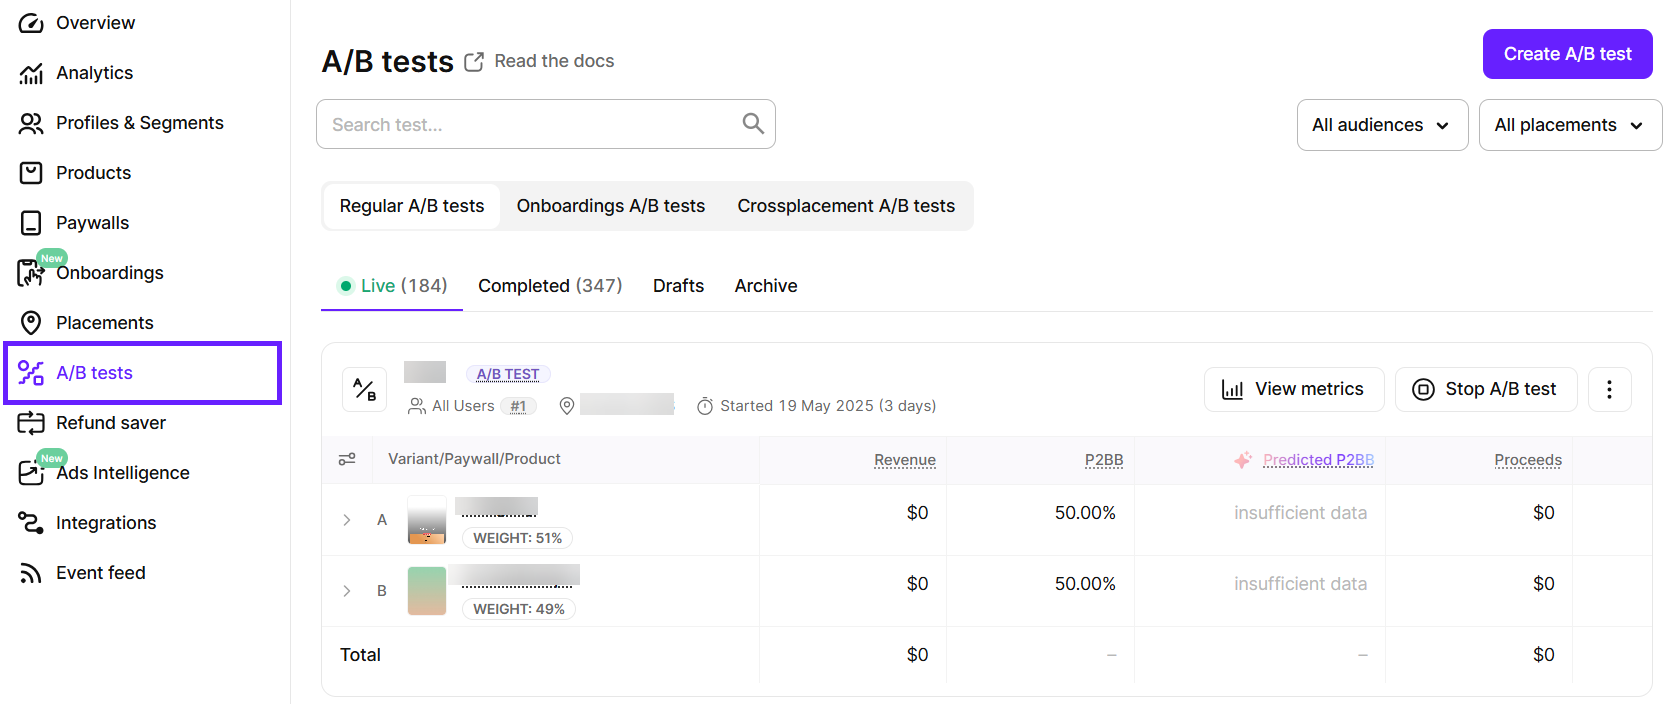 Overview
Analytics
Profiles & Segments
Products
Paywalls
New
Onboardings
Placements
A/B tests
Refund saver
New
Ads Intelligence
Integrations
Event feed
A/B tests Read the docs
Create A/B test
Search test...
All audiences
All placements
Regular A/B tests Onboardings A/B tests Crossplacement A/B tests
Live (184) Completed (347) Drafts Archive
A/B
A/B TEST
All Users #1 Started 19 May 2025 (3 days)
View metrics
Stop A/B test
Variant/Paywall/Product Revenue P2BB Predicted P2BB Proceeds
A $0 50.00% insufficient data $0
WEIGHT: 51%
B $0 50.00% insufficient data $0
WEIGHT: 49%
Total $0 – – $0